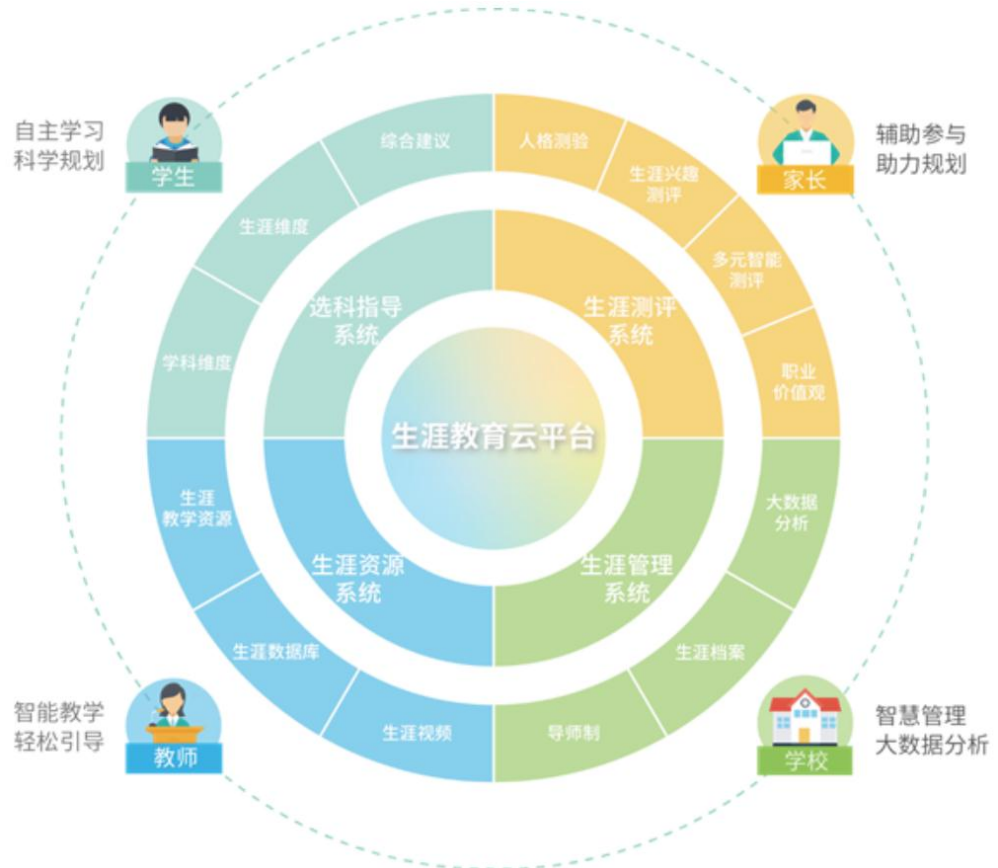 自主学习
科学规划
学生
综合建议
生涯维度
学科维度
人格测验
生涯兴趣
测评
多元智能
测评
职业
价值观
辅助参与
助力规划
家长
选科指导
系统
生涯测评
系统
生涯教育云平台
生涯资源
系统
生涯管理
系统
生涯
教学资源
生涯数据库
生涯视频
大数据
分析
生涯档案
导师制
智能教学
轻松引导
教师
智慧管理
大数据分析
学校